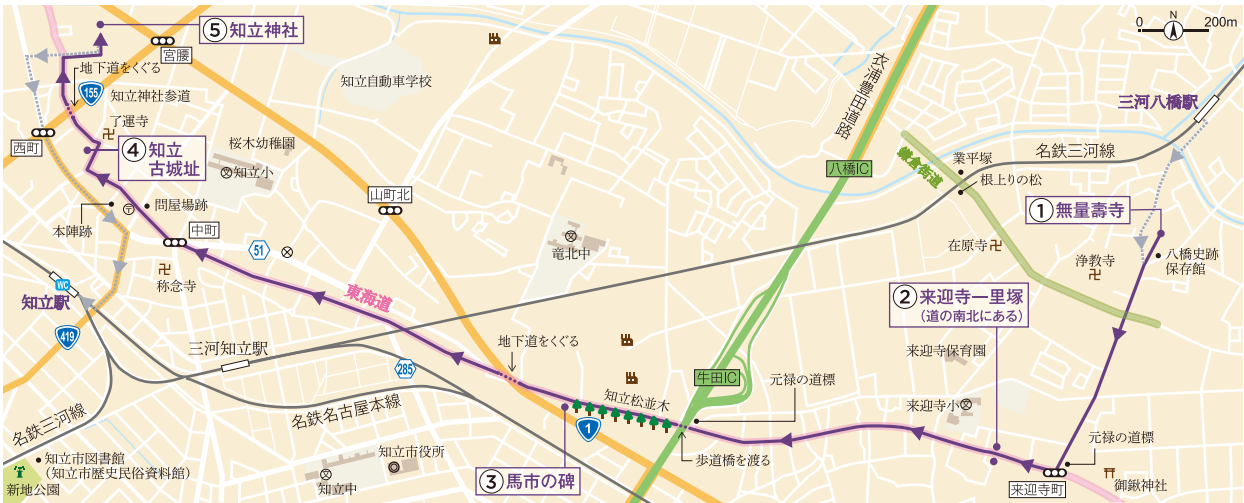 ⑤知立神社
宮腰
0 N 200m
地下道をくぐる
155
知立神社参道
知立自動車学校
衣浦豊田道路
三河八橋駅
西町
了運寺
④知立
古城址
桜木幼稚園
知立小
八橋IC
鎌倉街道
業平塚
名鉄三河線
根上りの松
山町北
①無量壽寺
本陣跡
問屋場跡
中町
51
竜北中
在原寺
浄教寺
八橋史跡
保存館
称念寺
WC
知立駅
419
東海道
②来迎寺一里塚
(道の南北にある)
三河知立駅
地下道をくぐる
285
来迎寺保育園
牛田IC
元禄の道標
名鉄三河線
名鉄名古屋本線
知立松並木
来迎寺小
1
知立市図書館
(知立市歴史民俗資料館)
新地公園
知立市役所
知立中
③馬市の碑
歩道橋を渡る
元禄の道標
来迎寺町
御鍬神社